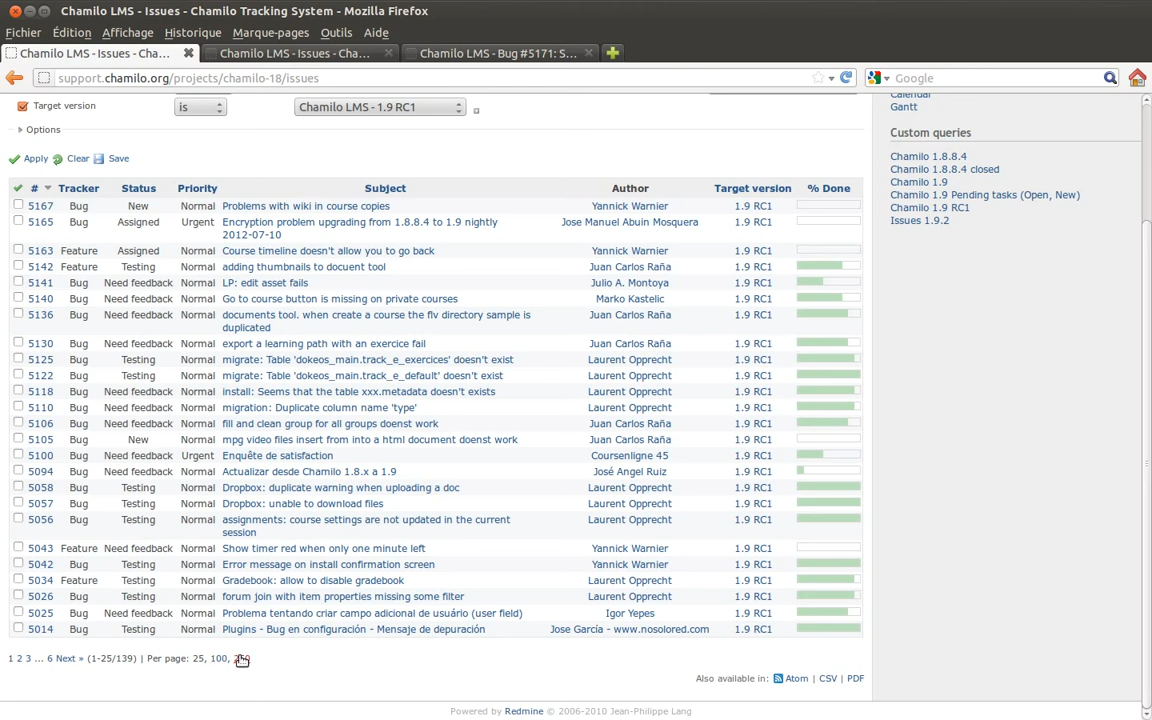 Chamilo LMS - Issues - Chamilo Tracking System - Mozilla Firefox
Fichier Édition Affichage Historique Marque-pages Outils Aide
Chamilo LMS - Issues - Cha... Chamilo LMS - Issues - Cha... Chamilo LMS - Bug #5171: S...
support.chamilo.org/projects/chamilo-18/issues Google
Target version is Chamilo LMS - 1.9 RC1
Options
Apply Clear Save
# Tracker Status Priority Subject Author Target version % Done
5167 Bug New Normal Problems with wiki in course copies Yannick Warnier 1.9 RC1
5165 Bug Assigned Urgent Encryption problem upgrading from 1.8.8.4 to 1.9 nightly Jose Manuel Abuin Mosquera 1.9 RC1
2012-07-10
5163 Feature Assigned Normal Course timeline doesn't allow you to go back Yannick Warnier 1.9 RC1
5142 Feature Testing Normal adding thumbnails to docuent tool Juan Carlos Raña 1.9 RC1
5141 Bug Need feedback Normal LP: edit asset fails Julio A. Montoya 1.9 RC1
5140 Bug Need feedback Normal Go to course button is missing on private courses Marko Kastelic 1.9 RC1
5136 Bug Need feedback Normal documents tool. when create a course the flv directory sample is Juan Carlos Raña 1.9 RC1
duplicated
5130 Bug Need feedback Normal export a learning path with an exercice fail Juan Carlos Raña 1.9 RC1
5125 Bug Testing Normal migrate: Table 'dokeos_main.track_e_exercices' doesn't exist Laurent Opprecht 1.9 RC1
5122 Bug Testing Normal migrate: Table 'dokeos_main.track_e_default' doesn't exist Laurent Opprecht 1.9 RC1
5118 Bug Need feedback Normal install: Seems that the table xxx.metadata doesn't exists Laurent Opprecht 1.9 RC1
5110 Bug Need feedback Normal migration: Duplicate column name 'type' Laurent Opprecht 1.9 RC1
5106 Bug Need feedback Normal fill and clean group for all groups doenst work Juan Carlos Raña 1.9 RC1
5105 Bug New Normal mpg video files insert from into a html document doenst work Juan Carlos Raña 1.9 RC1
5100 Bug Need feedback Urgent Enquête de satisfaction Coursenligne 45 1.9 RC1
5094 Bug Need feedback Normal Actualizar desde Chamilo 1.8.x a 1.9 José Angel Ruiz 1.9 RC1
5058 Bug Testing Normal Dropbox: duplicate warning when uploading a doc Laurent Opprecht 1.9 RC1
5057 Bug Testing Normal Dropbox: unable to download files Laurent Opprecht 1.9 RC1
5056 Bug Testing Normal assignments: course settings are not updated in the current Laurent Opprecht 1.9 RC1
session
5043 Feature Need feedback Normal Show timer red when only one minute left Yannick Warnier 1.9 RC1
5042 Bug Testing Normal Error message on install confirmation screen Yannick Warnier 1.9 RC1
5034 Feature Testing Normal Gradebook: allow to disable gradebook Laurent Opprecht 1.9 RC1
5026 Bug Testing Normal forum join with item properties missing some filter Laurent Opprecht 1.9 RC1
5025 Bug Need feedback Normal Problema tentando criar campo adicional de usuário (user field) Igor Yepes 1.9 RC1
5014 Bug Testing Normal Plugins - Bug en configuración - Mensaje de depuración Jose García - www.nosolored.com 1.9 RC1
1 2 3 ... 6 Next » (1-25/139) | Per page: 25, 100,
Also available in: Atom | CSV | PDF
Powered by Redmine © 2006-2010 Jean-Philippe Lang
Calendar
Gantt
Custom queries
Chamilo 1.8.8.4
Chamilo 1.8.8.4 closed
Chamilo 1.9
Chamilo 1.9 Pending tasks (Open, New)
Chamilo 1.9 RC1
Issues 1.9.2